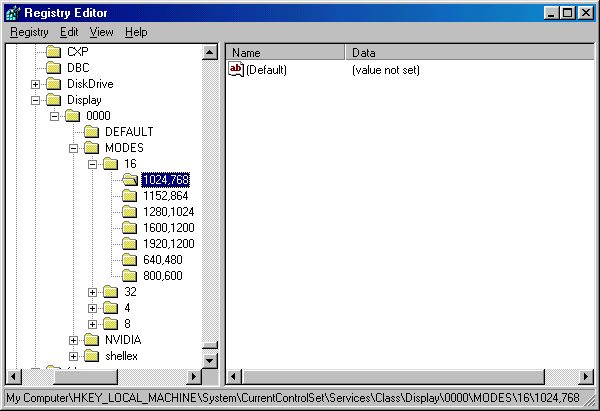 Registry Editor
Registry Edit View Help
CXP
DBC
DiskDrive
Display
0000
DEFAULT
MODES
16
1024,768
1152,864
1280,1024
1600,1200
1920,1200
640,480
800,600
32
4
8
NVIDIA
shellex
Name Data
ab (Default) (value not set)
My Computer\HKEY_LOCAL_MACHINE\System\CurrentControlSet\Services\Class\Display\0000\MODES\16\1024,768